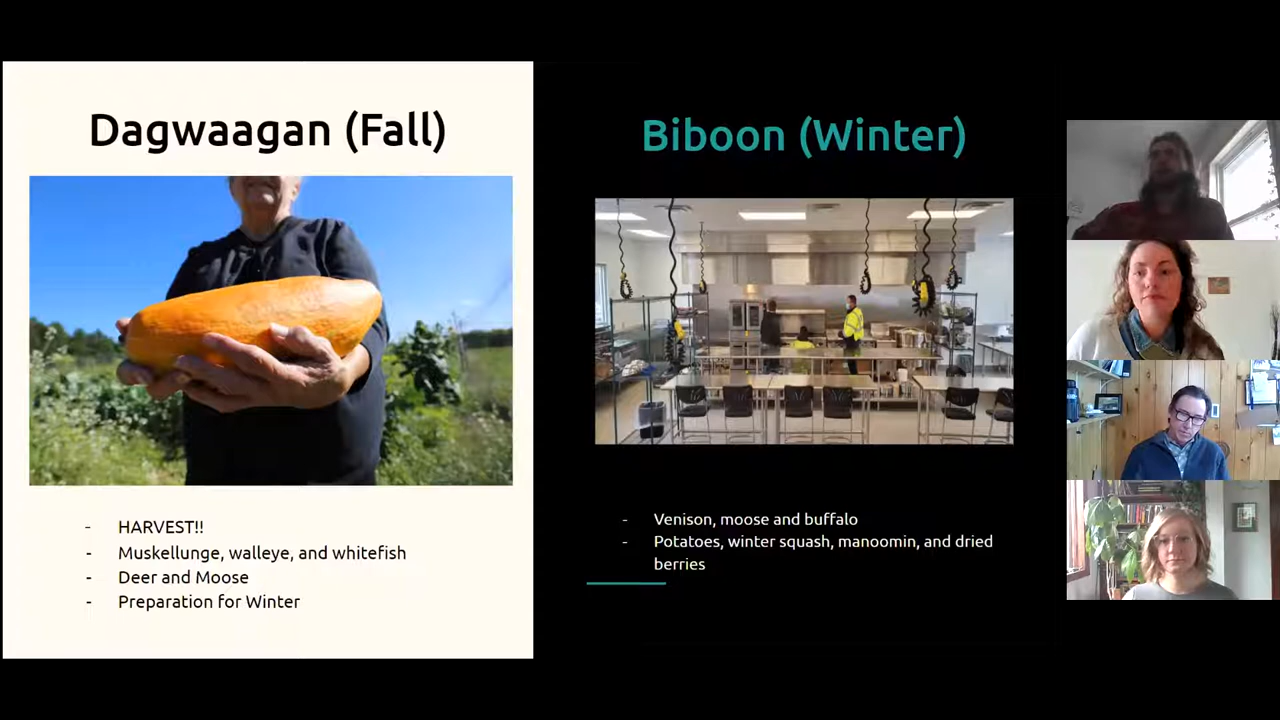 Dagwaagan (Fall)
- HARVEST!!
- Muskellunge, walleye, and whitefish
- Deer and Moose
- Preparation for Winter
Biboon (Winter)
- Venison, moose and buffalo
- Potatoes, winter squash, manoomin, and dried
berries